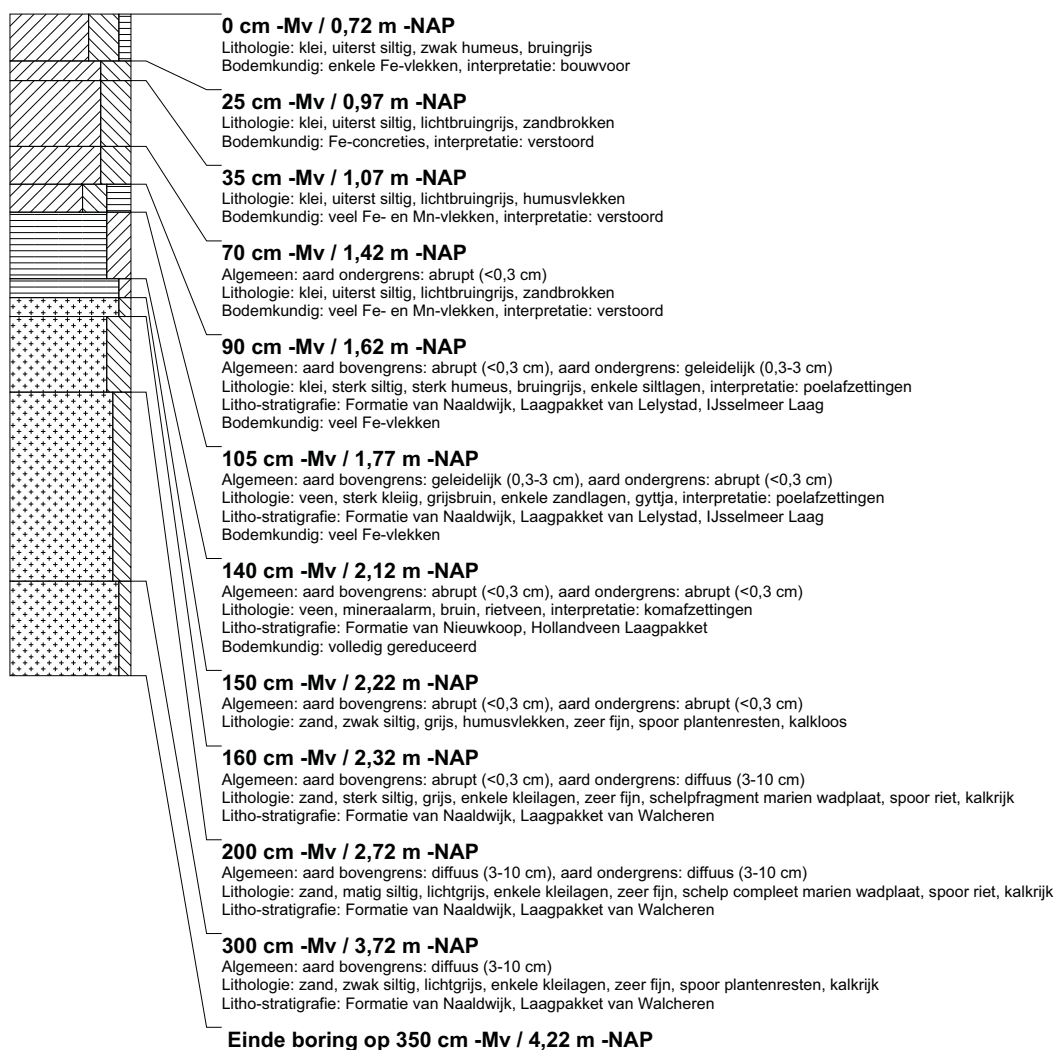 0 cm -Mv / 0,72 m -NAP
Lithologie: klei, uiterst siltig, zwak humeus, bruingrijs
Bodemkundig: enkele Fe-vlekken, interpretatie: bouwvoor
25 cm -Mv / 0,97 m -NAP
Lithologie: klei, uiterst siltig, lichtbruingrijs, zandbrokken
Bodemkundig: Fe-concreties, interpretatie: verstoord
35 cm -Mv / 1,07 m -NAP
Lithologie: klei, uiterst siltig, lichtbruingrijs, humusvlekken
Bodemkundig: veel Fe- en Mn-vlekken, interpretatie: verstoord
70 cm -Mv / 1,42 m -NAP
Algemeen: aard ondergrens: abrupt (<0,3 cm)
Lithologie: klei, uiterst siltig, lichtbruingrijs, zandbrokken
Bodemkundig: veel Fe- en Mn-vlekken, interpretatie: verstoord
90 cm -Mv / 1,62 m -NAP
Algemeen: aard bovengrens: abrupt (<0,3 cm), aard ondergrens: geleidelijk (0,3-3 cm)
Lithologie: klei, sterk siltig, sterk humeus, bruingrijs, enkele siltlagen, interpretatie: poelafzettingen
Litho-stratigrafie: Formatie van Naaldwijk, Laagpakket van Lelystad, IJsselmeer Laag
Bodemkundig: veel Fe-vlekken
105 cm -Mv / 1,77 m -NAP
Algemeen: aard bovengrens: geleidelijk (0,3-3 cm), aard ondergrens: abrupt (<0,3 cm)
Lithologie: veen, sterk kleiig, grijsbruin, enkele zandlagen, gyttja, interpretatie: poelafzettingen
Litho-stratigrafie: Formatie van Naaldwijk, Laagpakket van Lelystad, IJsselmeer Laag
Bodemkundig: veel Fe-vlekken
140 cm -Mv / 2,12 m -NAP
Algemeen: aard bovengrens: abrupt (<0,3 cm), aard ondergrens: abrupt (<0,3 cm)
Lithologie: veen, mineraalarm, bruin, rietveen, interpretatie: komafzettingen
Litho-stratigrafie: Formatie van Nieuwkoop, Hollandveen Laagpakket
Bodemkundig: volledig gereduceerd
150 cm -Mv / 2,22 m -NAP
Algemeen: aard bovengrens: abrupt (<0,3 cm), aard ondergrens: abrupt (<0,3 cm)
Lithologie: zand, zwak siltig, grijs, humusvlekken, zeer fijn, spoor plantenresten, kalkloos
160 cm -Mv / 2,32 m -NAP
Algemeen: aard bovengrens: abrupt (<0,3 cm), aard ondergrens: diffuus (3-10 cm)
Lithologie: zand, sterk siltig, grijs, enkele kleilagen, zeer fijn, schelpfragment marien wadplaat, spoor riet, kalkrijk
Litho-stratigrafie: Formatie van Naaldwijk, Laagpakket van Walcheren
200 cm -Mv / 2,72 m -NAP
Algemeen: aard bovengrens: diffuus (3-10 cm), aard ondergrens: diffuus (3-10 cm)
Lithologie: zand, matig siltig, lichtgrijs, enkele kleilagen, zeer fijn, schelp compleet marien wadplaat, spoor riet, kalkrijk
Litho-stratigrafie: Formatie van Naaldwijk, Laagpakket van Walcheren
300 cm -Mv / 3,72 m -NAP
Algemeen: aard bovengrens: diffuus (3-10 cm)
Lithologie: zand, zwak siltig, lichtgrijs, enkele kleilagen, zeer fijn, spoor plantenresten, kalkrijk
Litho-stratigrafie: Formatie van Naaldwijk, Laagpakket van Walcheren
Einde boring op 350 cm -Mv / 4,22 m -NAP